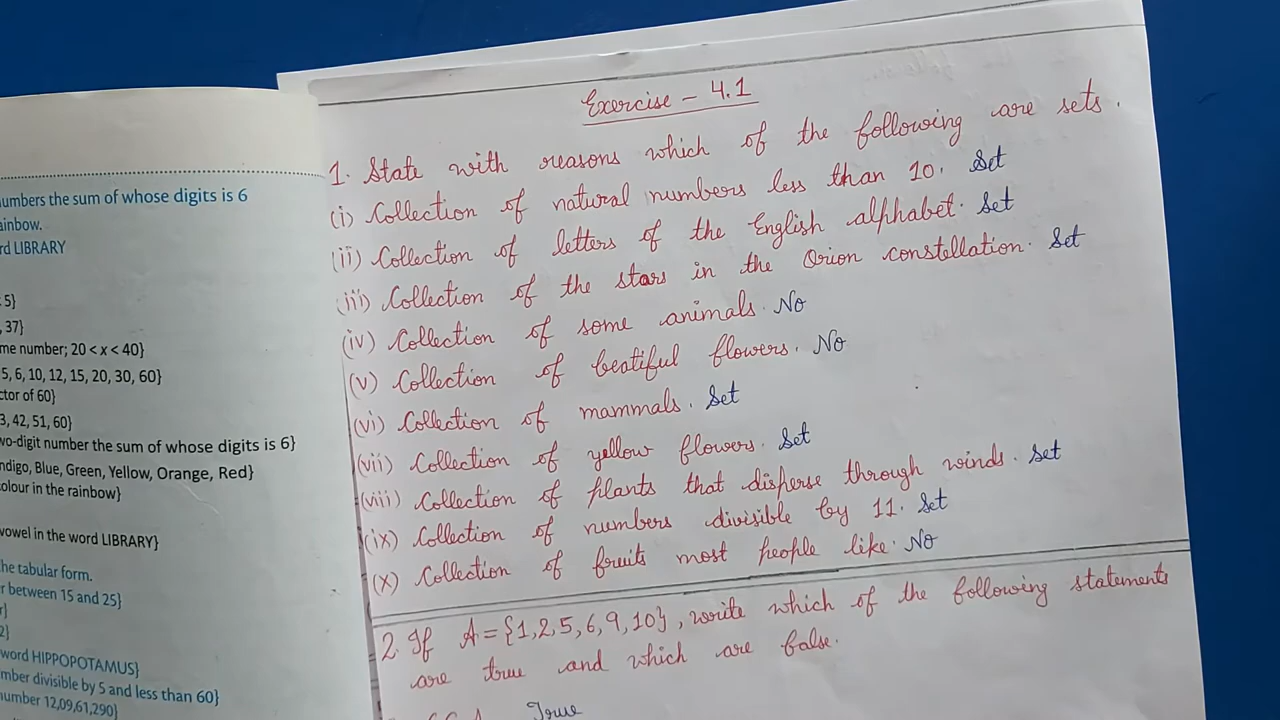 umbers the sum of whose digits is 6
ainbow.
rd LIBRARY
5}
, 37}
me number; 20 < x < 40}
5, 6, 10, 12, 15, 20, 30, 60}
ctor of 60}
3, 42, 51, 60}
wo-digit number the sum of whose digits is 6}
ndigo, Blue, Green, Yellow, Orange, Red}
olour in the rainbow}
vowel in the word LIBRARY}
he tabular form.
r between 15 and 25}
r}
2}
word HIPPOPOTAMUS}
mber divisible by 5 and less than 60}
number 12,09,61,290}
Exercise - 4.1
1. State with reasons which of the following are sets.
(i) Collection of natural numbers less than 10. Set
(ii) Collection of letters of the English alphabet. Set
(iii) Collection of the stars in the Orion constellation. Set
(iv) Collection of some animals. No
(v) Collection of beatiful flowers. No
(vi) Collection of mammals. Set
(vii) Collection of yellow flowers. Set
(viii) Collection of plants that disperse through winds. Set
(ix) Collection of numbers divisible by 11. Set
(x) Collection of fruits most people like. No
2. If A = {1,2,5,6,9,10}, write which of the following statements
are true and which are false.
True